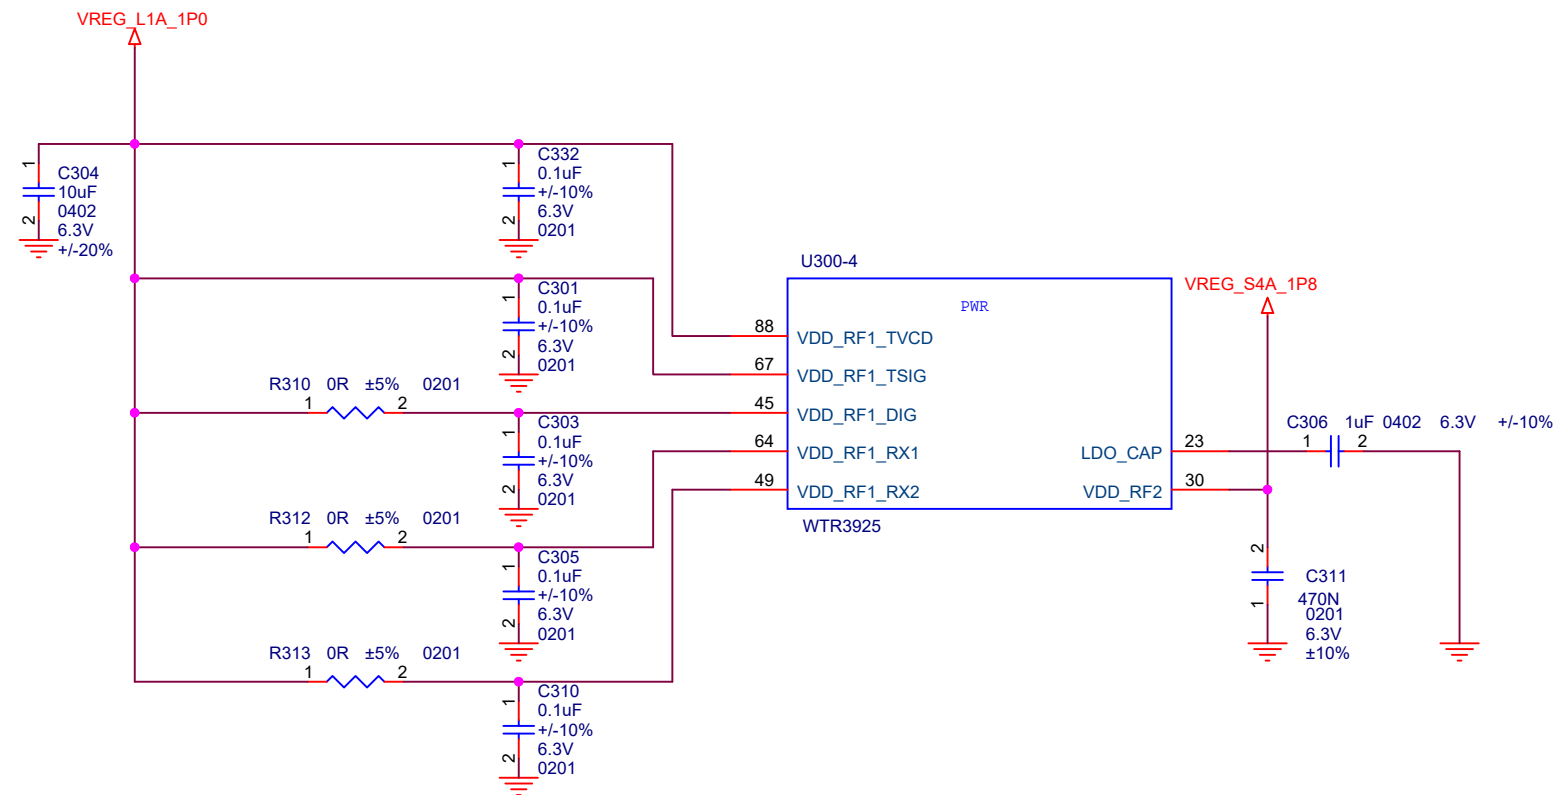 VREG_L1A_1P0
1
C304
10uF
0402
6.3V
+/-20%
2
1
C332
0.1uF
+/-10%
6.3V
0201
2
1
C301
0.1uF
+/-10%
6.3V
0201
2
R310 0R ±5% 0201
1 2
1
C303
0.1uF
+/-10%
6.3V
0201
2
R312 0R ±5% 0201
1 2
1
C305
0.1uF
+/-10%
6.3V
0201
2
R313 0R ±5% 0201
1 2
1
C310
0.1uF
+/-10%
6.3V
0201
2
U300-4
PWR
88 VDD_RF1_TVCD
67 VDD_RF1_TSIG
45 VDD_RF1_DIG
64 VDD_RF1_RX1
49 VDD_RF1_RX2
LDO_CAP 23
VDD_RF2 30
WTR3925
VREG_S4A_1P8
C306 1uF 0402 6.3V +/-10%
1 2
2
C311
470N
0201
6.3V
±10%
1